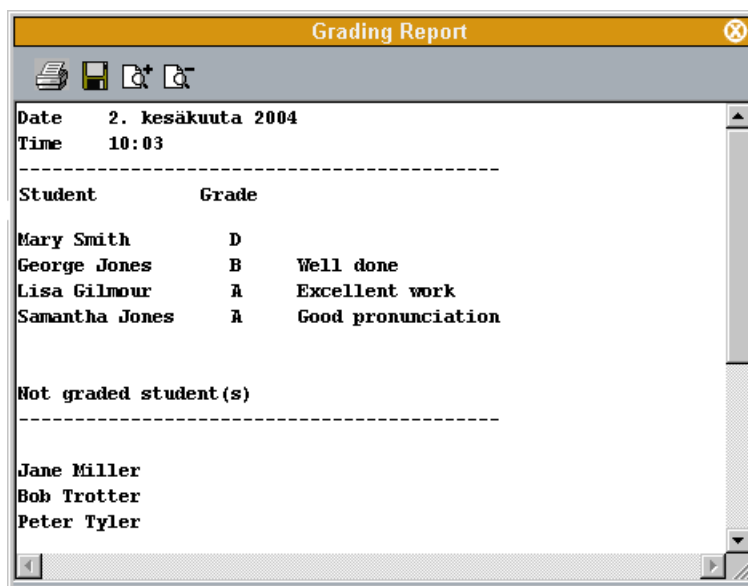 Grading Report
Date 2. kesäkuuta 2004
Time 10:03
-------------------------------------------
Student Grade
Mary Smith D
George Jones B Well done
Lisa Gilmour A Excellent work
Samantha Jones A Good pronunciation
Not graded student(s)
-------------------------------------------
Jane Miller
Bob Trotter
Peter Tyler